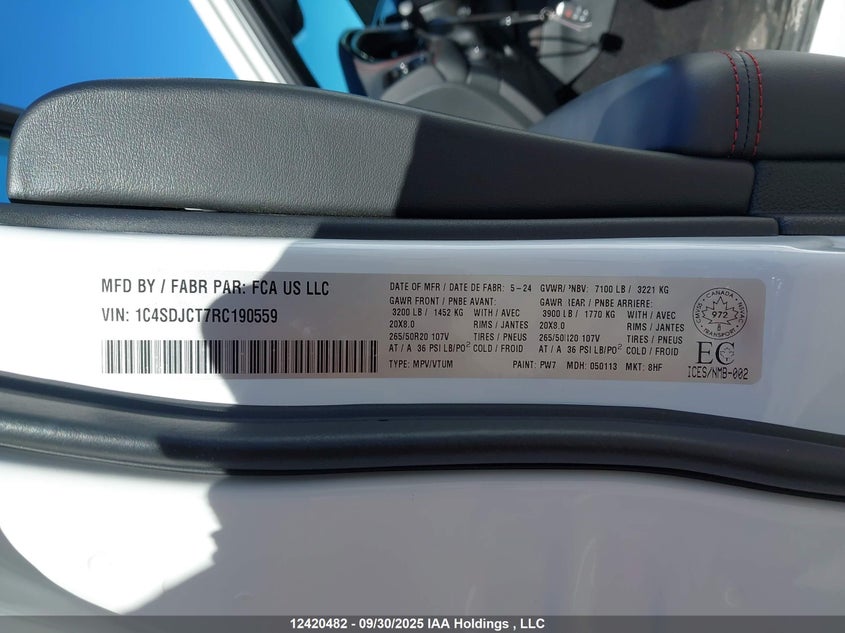 MFD BY / FABR PAR: FCA US LLC
VIN: 1C4SDJCT7RC190559
DATE OF MFR / DATE DE FABR: 5-24
GAWR FRONT / PNBE AVANT:
3200 LB / 1452 KG WITH / AVEC
20X8.0 RIMS / JANTES
265/50R20 107V TIRES / PNEUS
AT / A 36 PSI LB/PO² COLD / FROID
TYPE: MPV/VTUM
GVWR/ PNBV: 7100 LB / 3221 KG
GAWR REAR / PNBE ARRIERE:
3900 LB / 1770 KG WITH / AVEC
20X8.0 RIMS / JANTES
265/50 R20 107V TIRES / PNEUS
AT / A 36 PSI LB/PO² COLD / FROID
PAINT: PW7 MDH: 050113 MKT: 8HF
CANADA
TRANSPORT
972
EC
ICES/NMB-002
12420482 - 09/30/2025 IAA Holdings , LLC